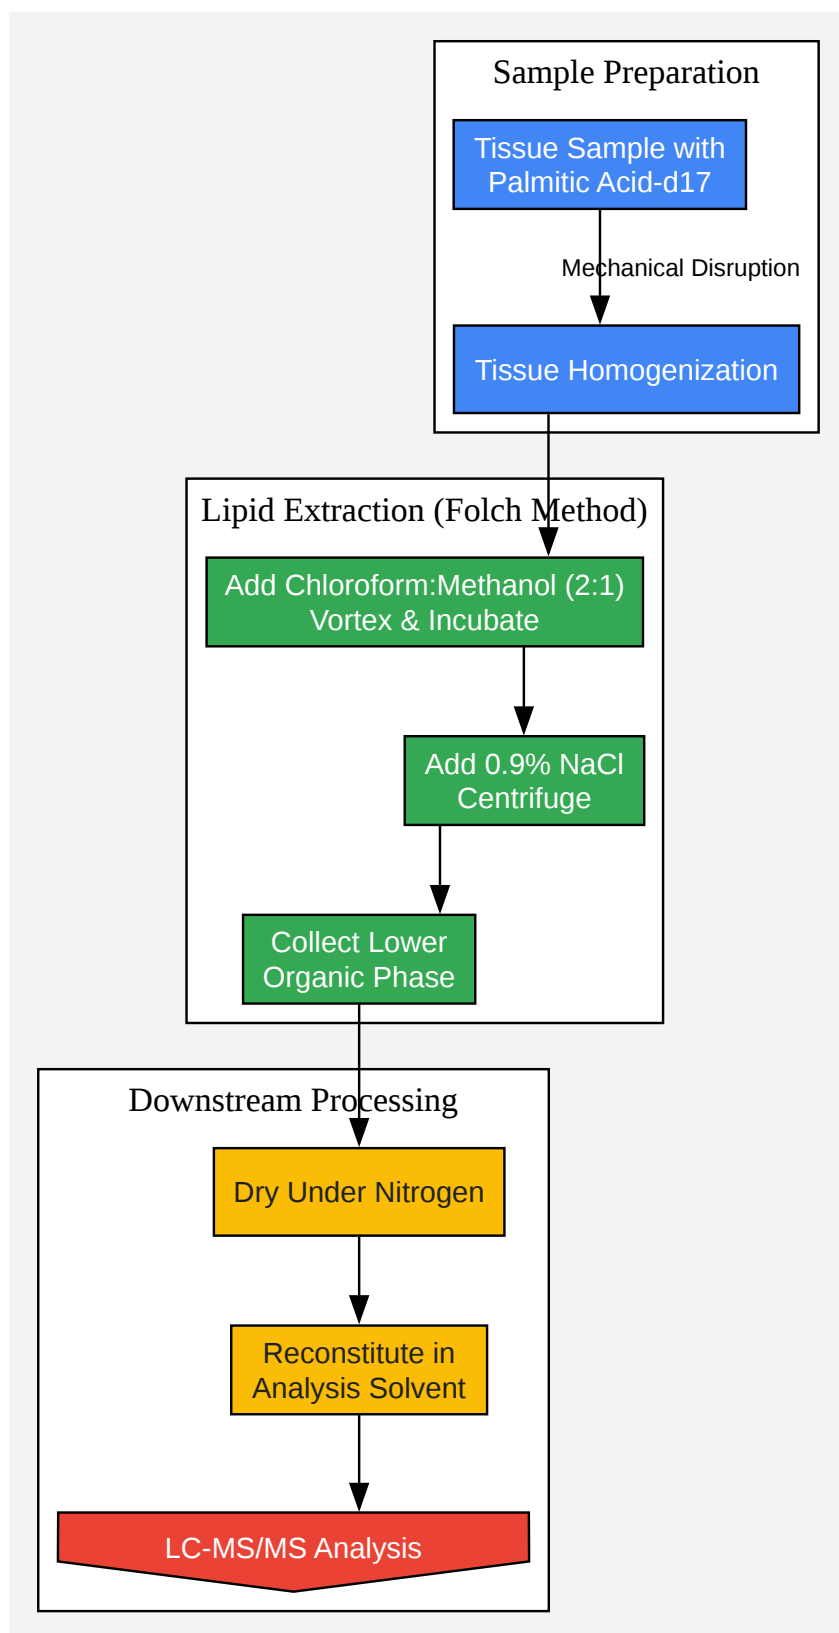 Sample Preparation
Tissue Sample with
Palmitic Acid-d17
Mechanical Disruption
Tissue Homogenization
Lipid Extraction (Folch Method)
Add Chloroform:Methanol (2:1)
Vortex & Incubate
Add 0.9% NaCl
Centrifuge
Collect Lower
Organic Phase
Downstream Processing
Dry Under Nitrogen
Reconstitute in
Analysis Solvent
LC-MS/MS Analysis